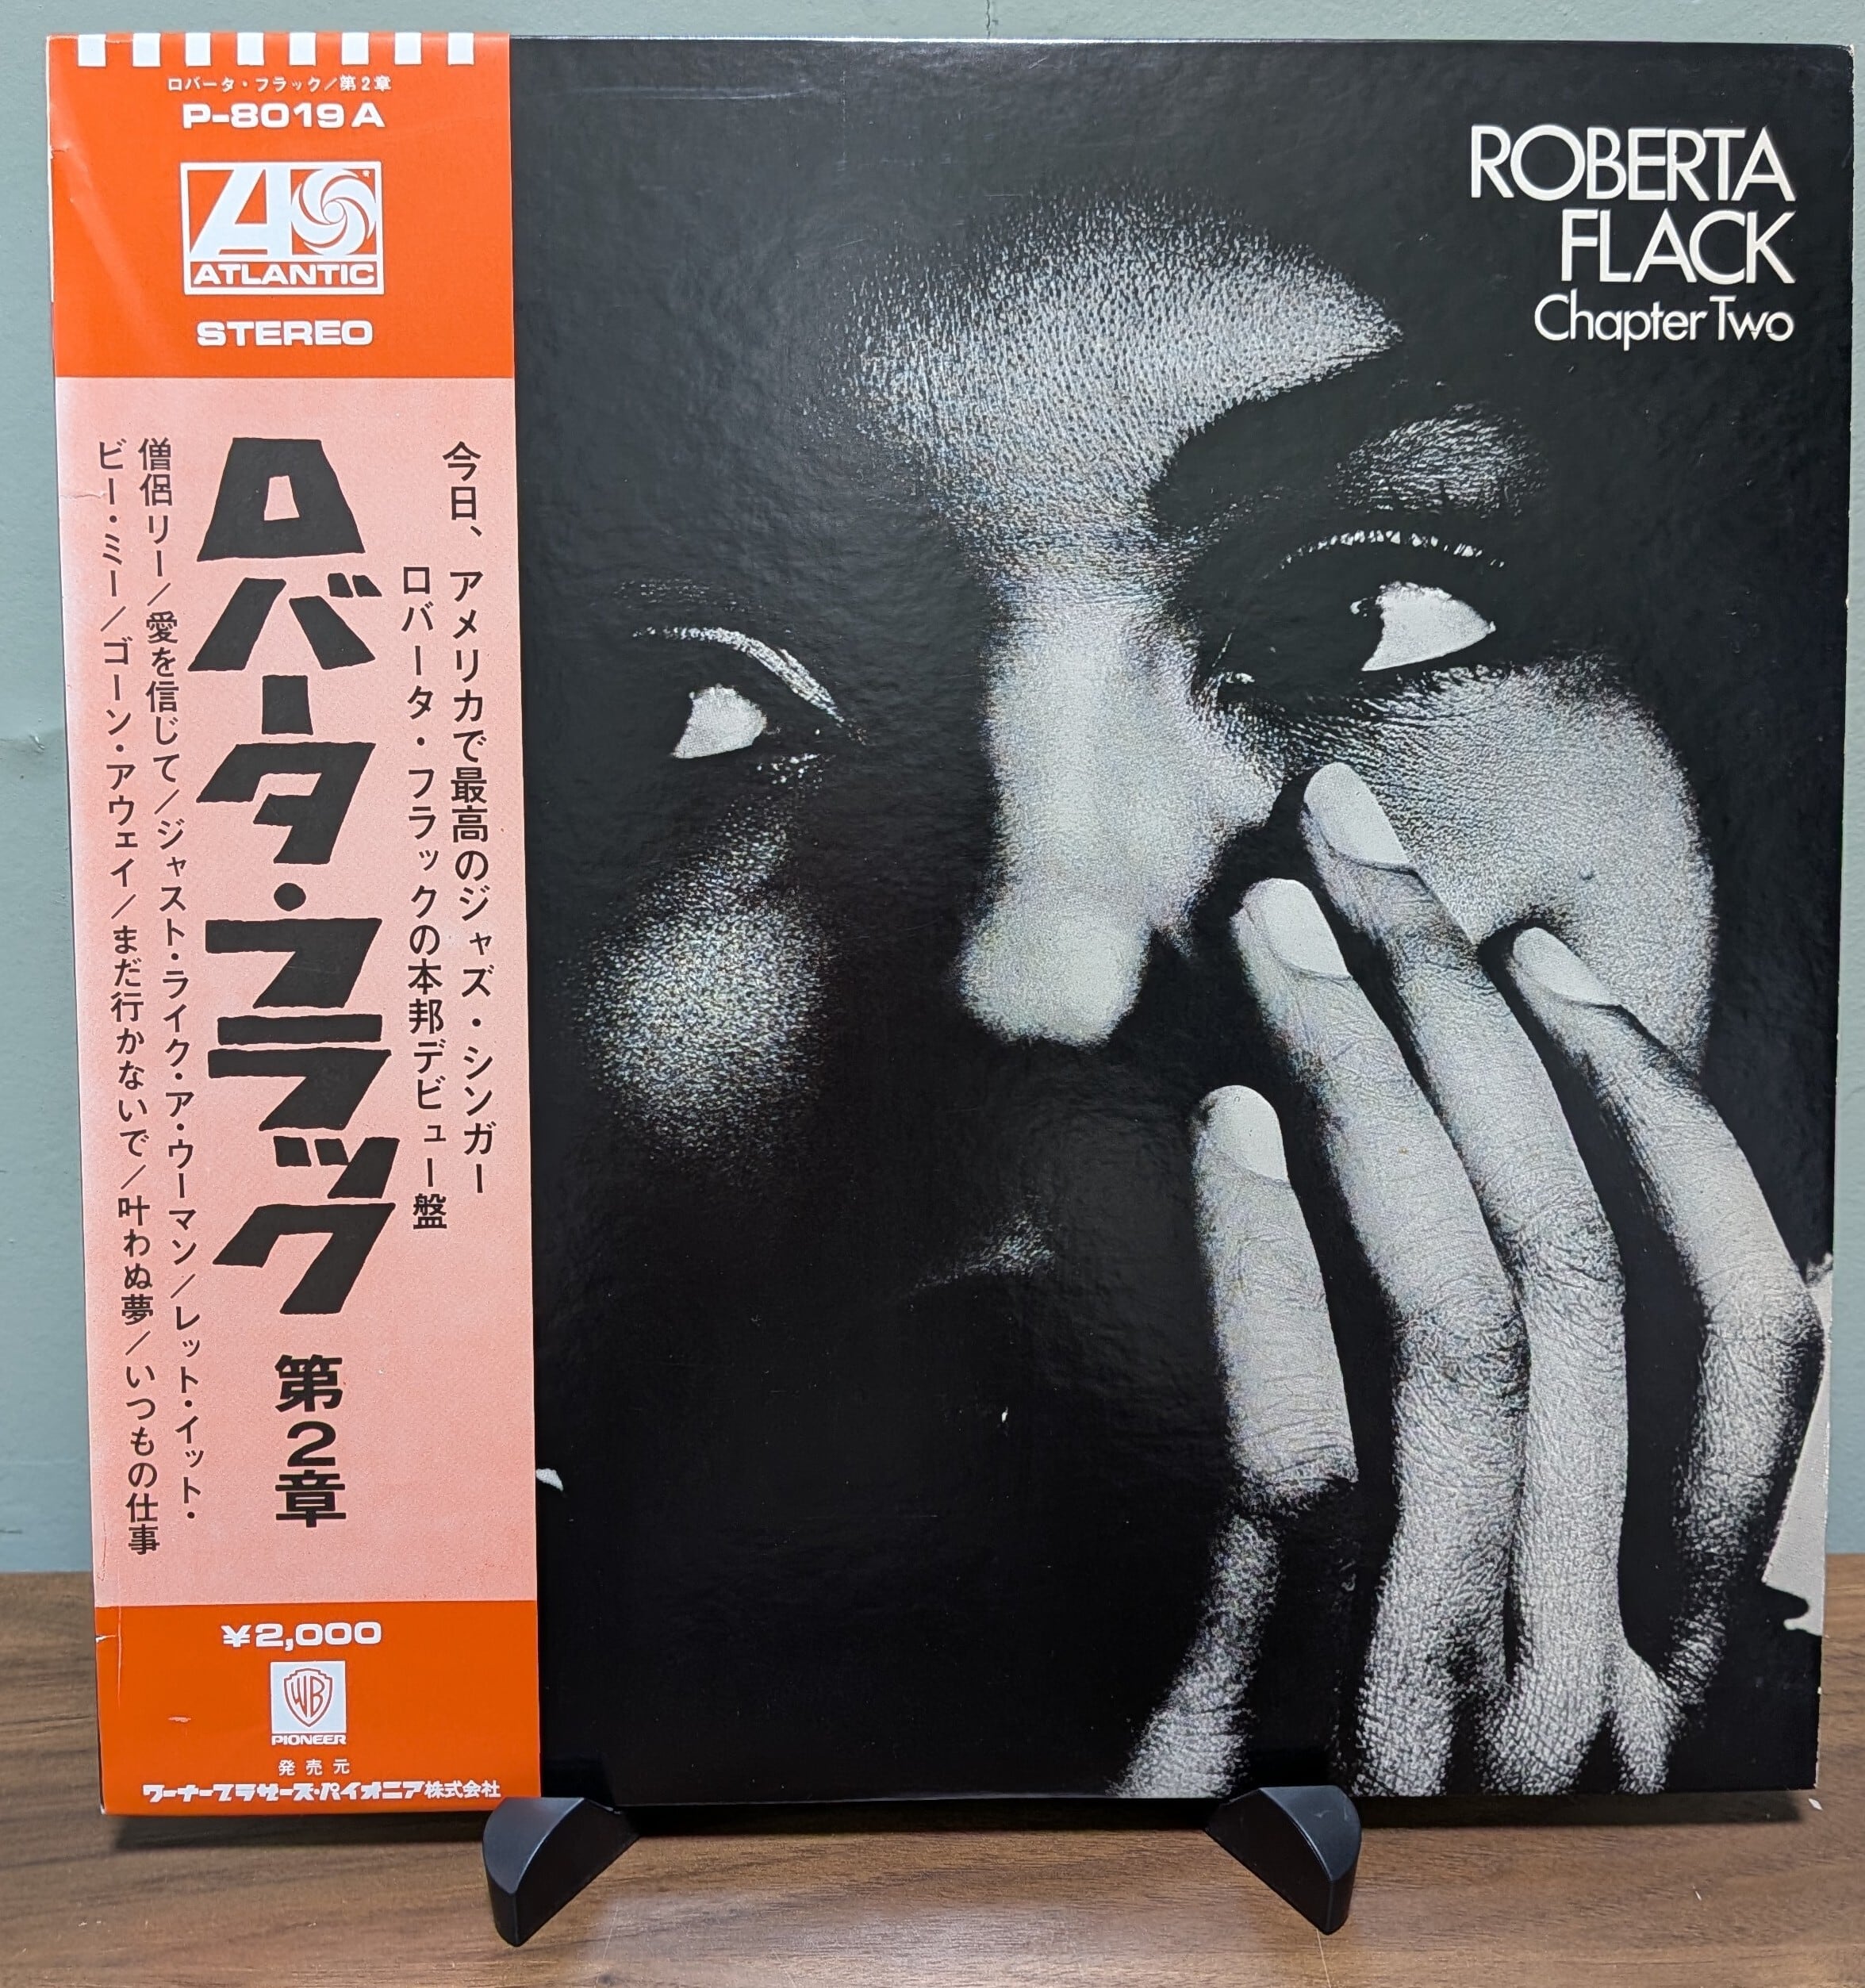 ロバータ・フラック／第2章
P-8019A
ATLANTIC
STEREO
今日、アメリカで最高のジャズ・シンガー
ロバータ・フラックの本邦デビュー盤
ロバータ・フラック 第2章
僧侶リー／愛を信じて／ジャスト・ライク・ア・ウーマン／レット・イット・
ビー・ミー／ゴーン・アウェイ／まだ行かないで／叶わぬ夢／いつもの仕事
¥2,000
WB
PIONEER
発売元
ワーナーブラザーズ・パイオニア株式会社
ROBERTA
FLACK
Chapter Two